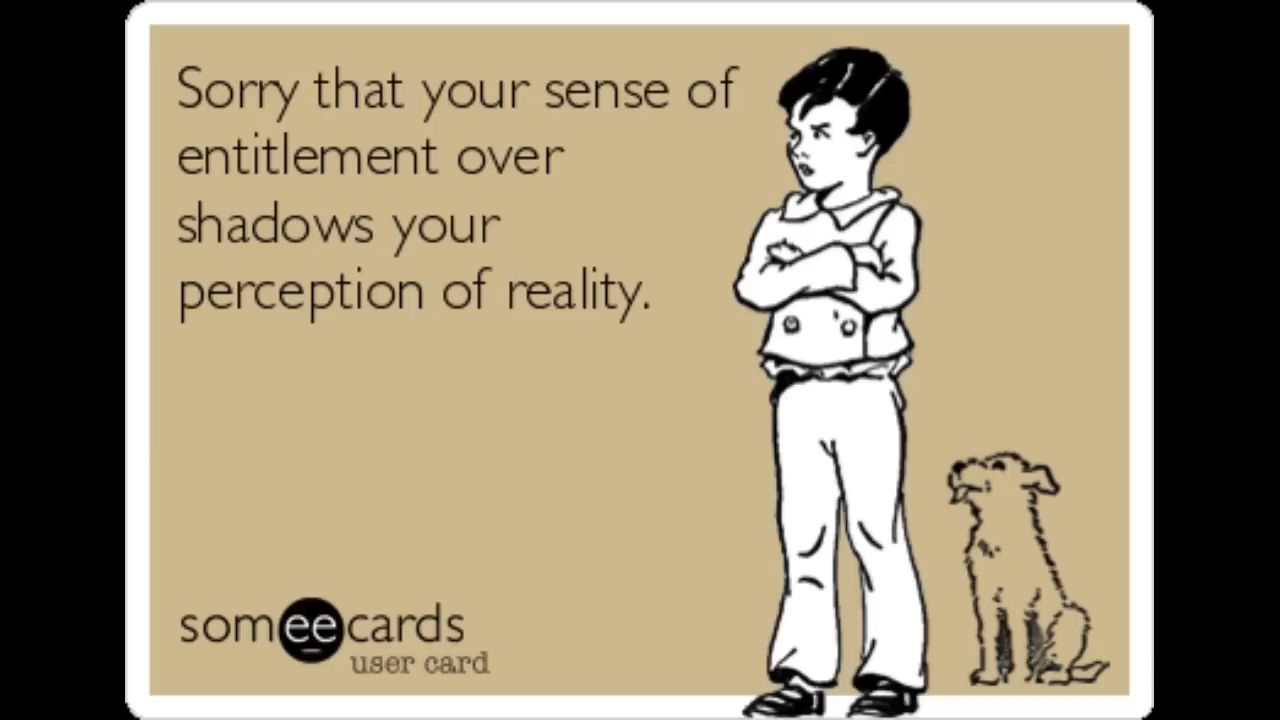 Sorry that your sense of
entitlement over
shadows your
perception of reality.
someecards
user card